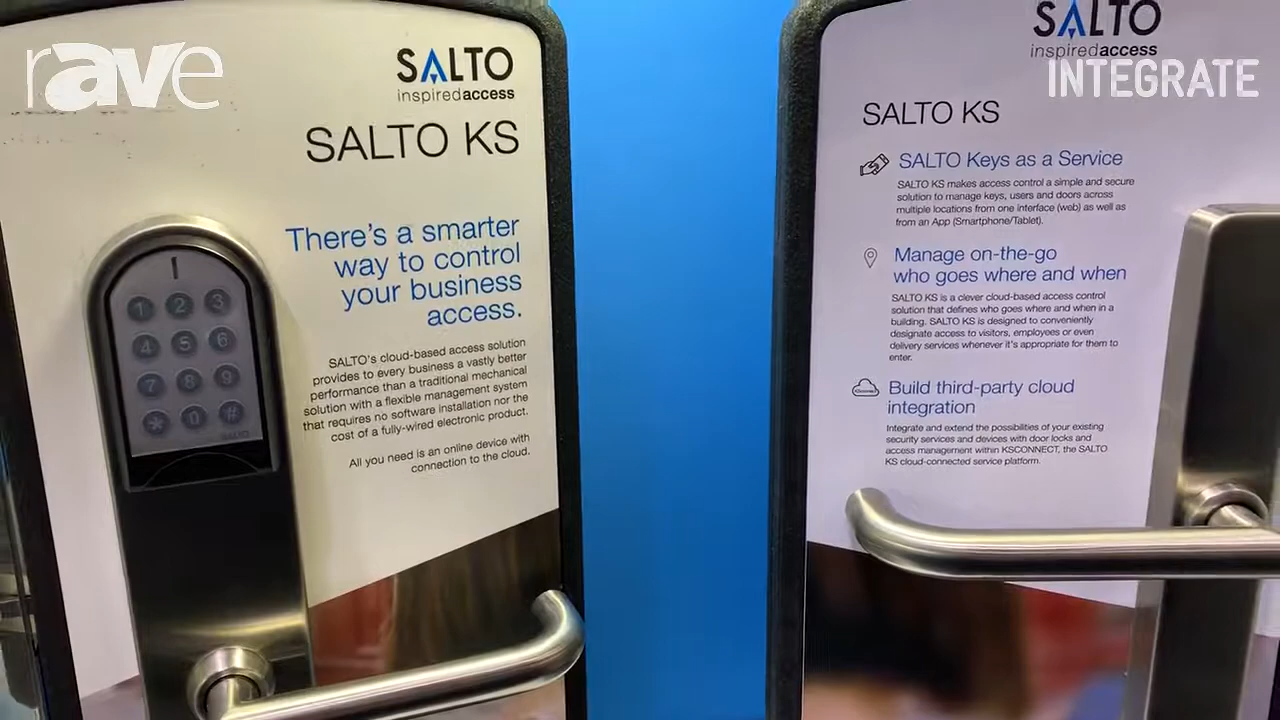 rave
SALTO
inspiredaccess
SALTO KS
There's a smarter
way to control
your business
access.
SALTO's cloud-based access solution
provides to every business a vastly better
performance than a traditional mechanical
solution with a flexible management system
that requires no software installation nor the
cost of a fully-wired electronic product.
All you need is an online device with
connection to the cloud.
1 2 3
4 5 6
7 8 9
* 0 #
SALTO
SALTO
inspiredaccess
INTEGRATE
SALTO KS
SALTO Keys as a Service
SALTO KS makes access control a simple and secure
solution to manage keys, users and doors across
multiple locations from one interface (web) as well as
from an App (Smartphone/Tablet).
Manage on-the-go
who goes where and when
SALTO KS is a clever cloud-based access control
solution that defines who goes where and when in a
building. SALTO KS is designed to conveniently
designate access to visitors, employees or even
delivery services whenever it's appropriate for them to
enter.
Build third-party cloud
integration
Integrate and extend the possibilities of your existing
security services and devices with door locks and
access management within KSCONNECT, the SALTO
KS cloud-connected service platform.